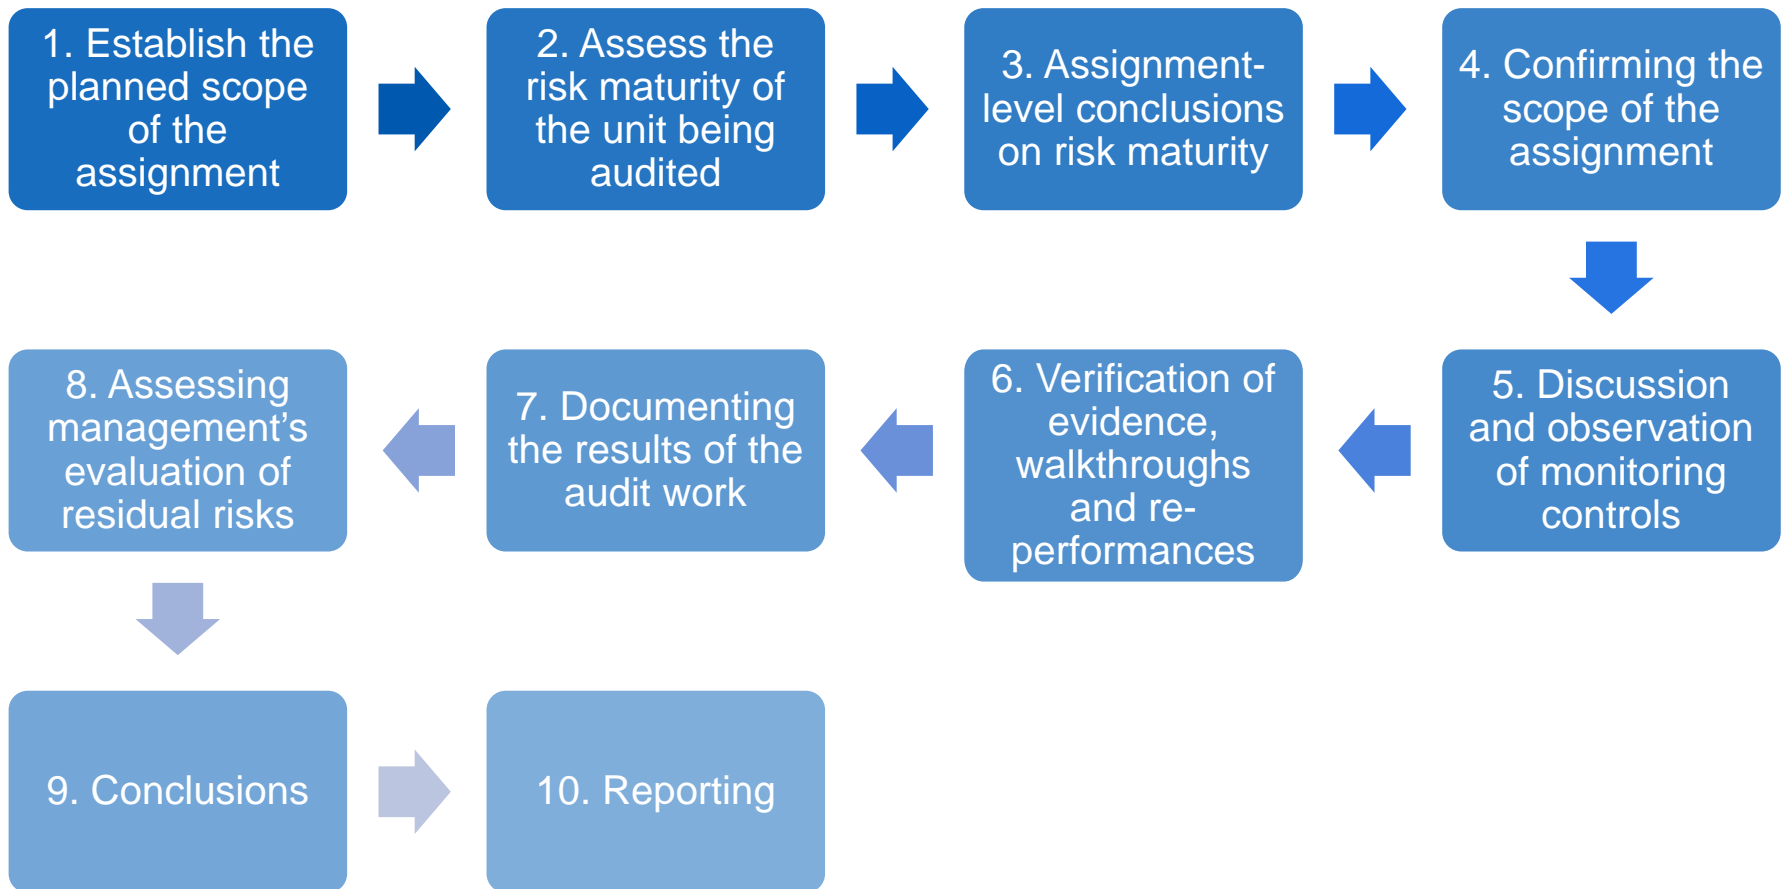 1. Establish the
planned scope
of the
assignment
2. Assess the
risk maturity of
the unit being
audited
3. Assignment-
level conclusions
on risk maturity
4. Confirming the
scope of the
assignment
5. Discussion
and observation
of monitoring
controls
6. Verification of
evidence,
walkthroughs
and re-
performances
7. Documenting
the results of the
audit work
8. Assessing
management’s
evaluation of
residual risks
9. Conclusions
10. Reporting